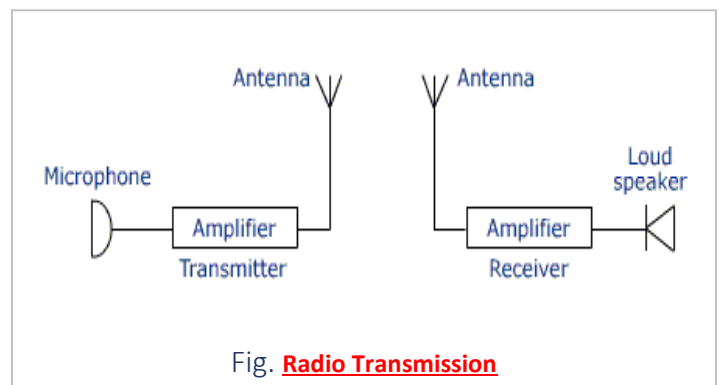 Antenna
Antenna
Microphone
Loud
speaker
Amplifier
Amplifier
Transmitter
Receiver
Fig. Radio Transmission